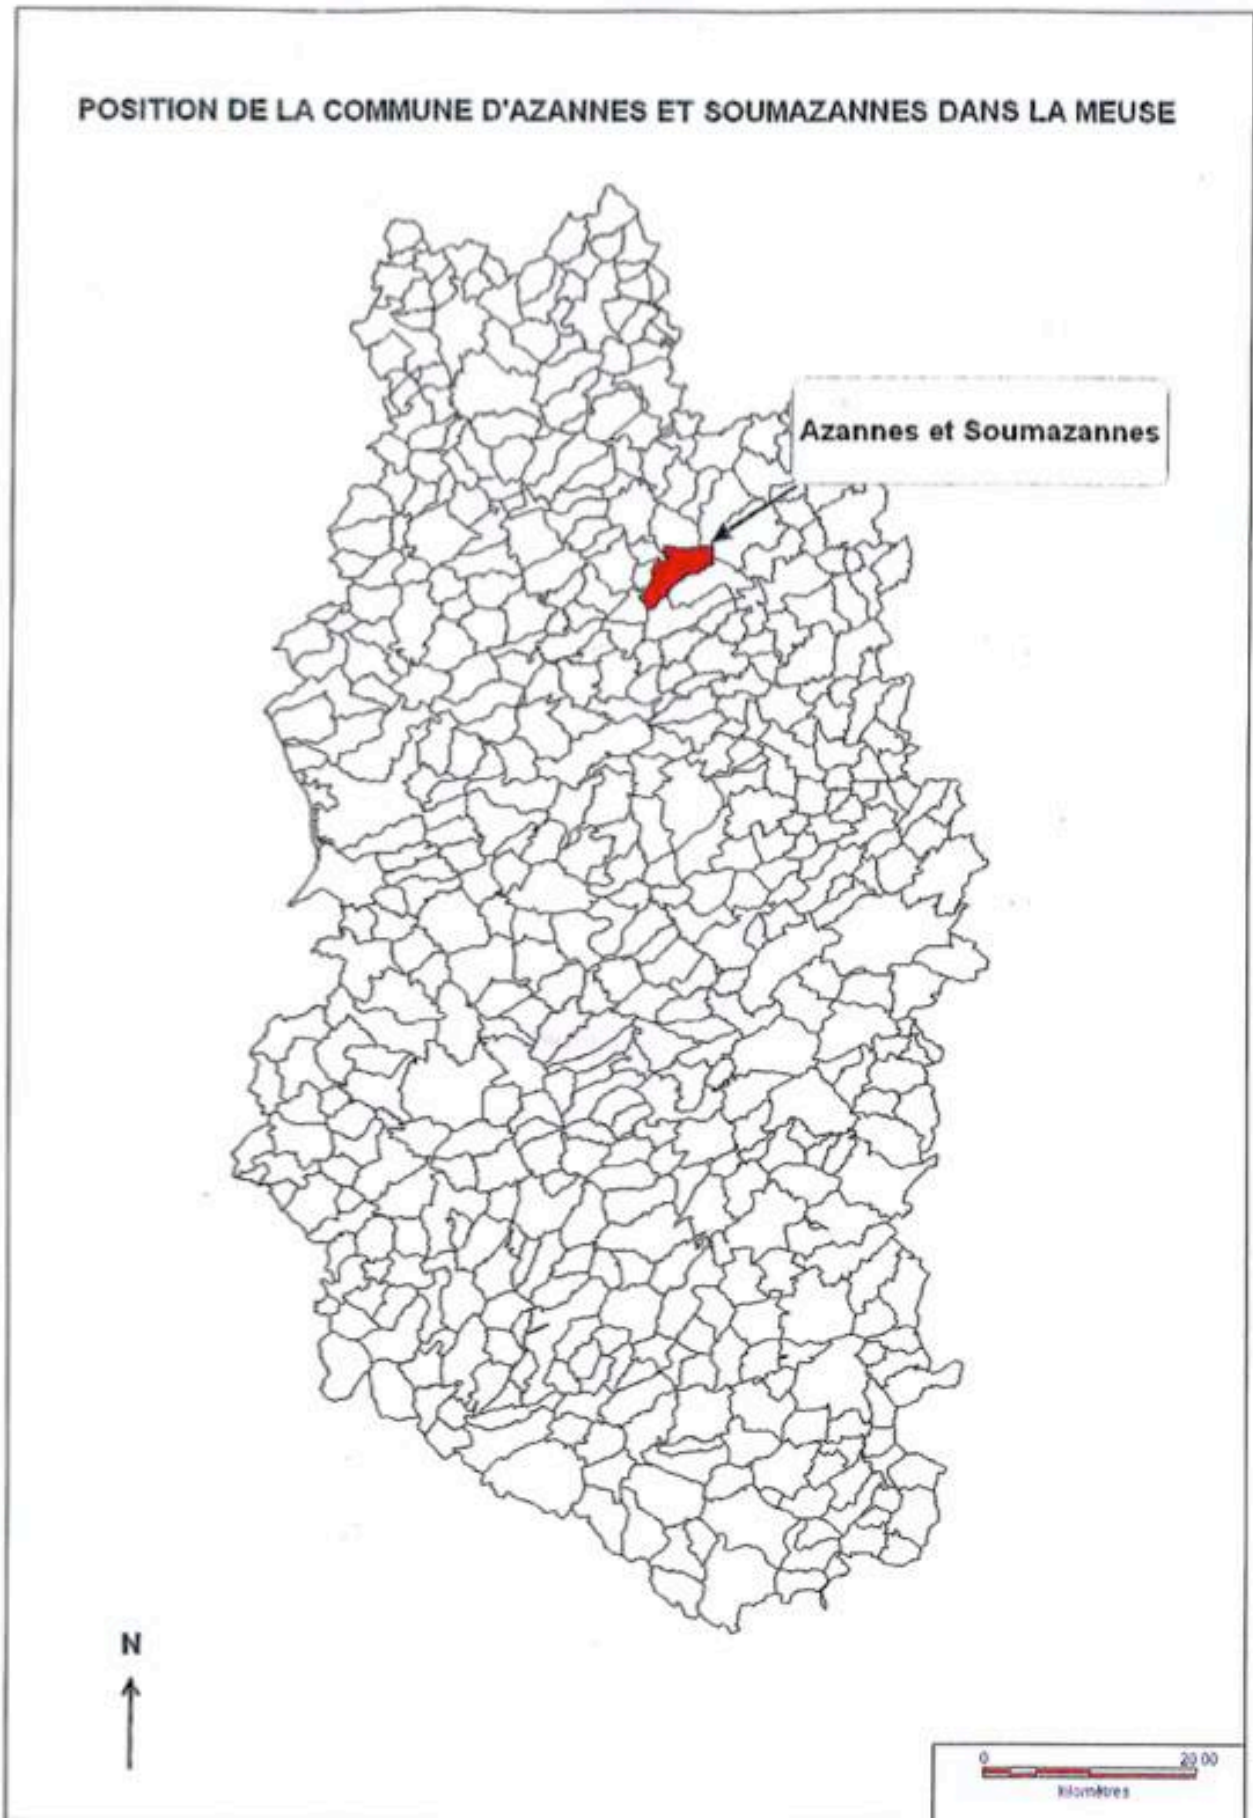 POSITION DE LA COMMUNE D'AZANNES ET SOUMAZANNES DANS LA MEUSE
Azannes et Soumazannes
N
0 20 00
kilomètres